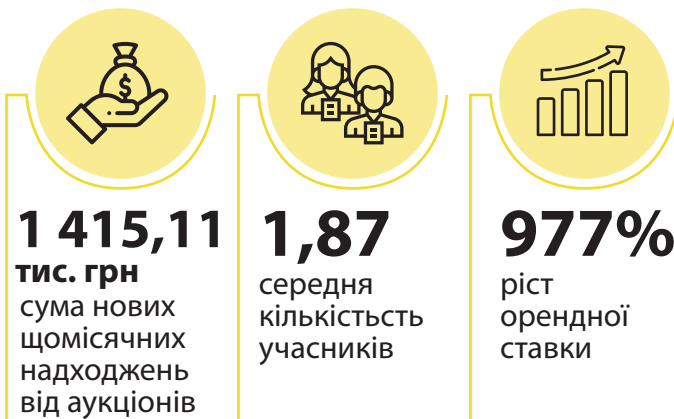 $
1 415,11
тис. грн
сума нових
щомісячних
надходжень
від аукціонів
1,87
середня
кількістьсть
учасників
977%
ріст
орендної
ставки